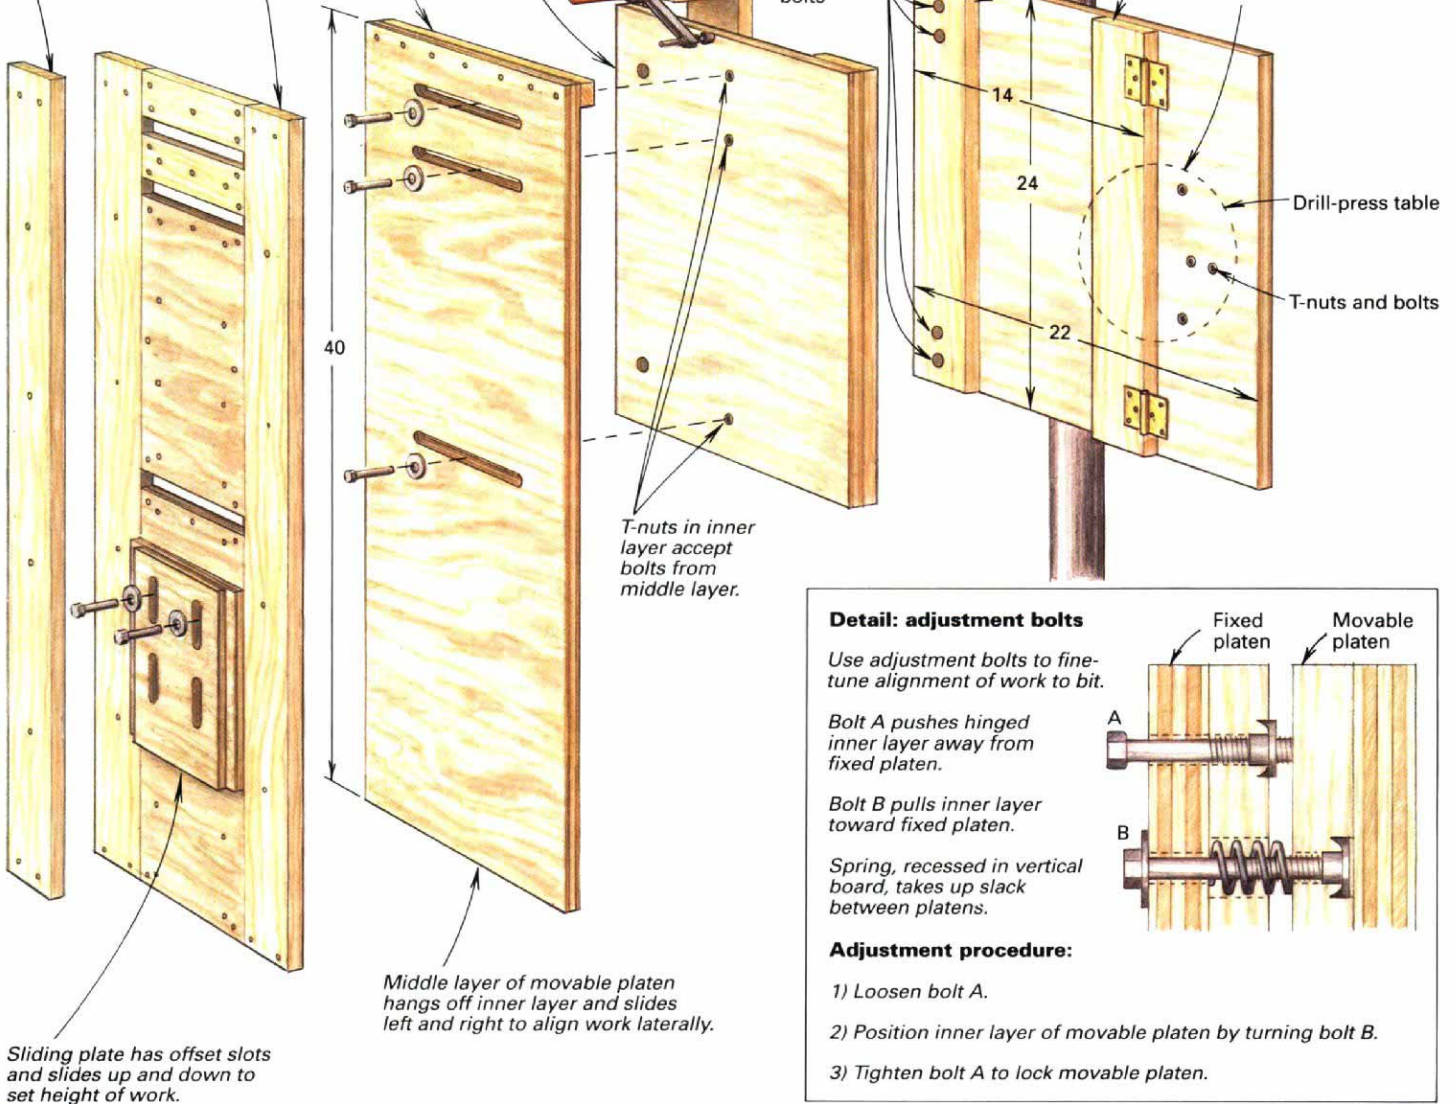 bolts
14
24
Drill-press table
T-nuts and bolts
22
40
T-nuts in inner
layer accept
bolts from
middle layer.
Middle layer of movable platen
hangs off inner layer and slides
left and right to align work laterally.
Sliding plate has offset slots
and slides up and down to
set height of work.
Detail: adjustment bolts
Use adjustment bolts to fine-
tune alignment of work to bit.
Bolt A pushes hinged
inner layer away from
fixed platen.
Bolt B pulls inner layer
toward fixed platen.
Spring, recessed in vertical
board, takes up slack
between platens.
Fixed
platen
Movable
platen
A
B
Adjustment procedure:
1) Loosen bolt A.
2) Position inner layer of movable platen by turning bolt B.
3) Tighten bolt A to lock movable platen.